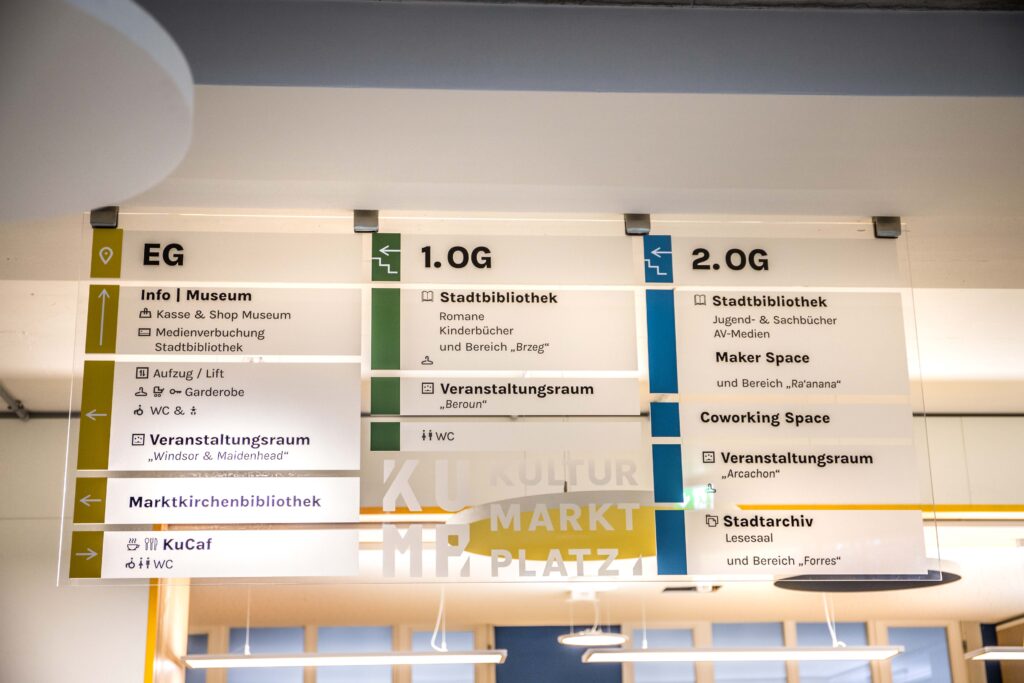 EG
Info | Museum
Kasse & Shop Museum
Medienverbuchung
Stadtbibliothek
Aufzug / Lift
Garderobe
WC &
Veranstaltungsraum
„Windsor & Maidenhead“
Marktkirchenbibliothek
KuCaf
WC
1. OG
Stadtbibliothek
Romane
Kinderbücher
und Bereich „Brzeg“
Veranstaltungsraum
„Beroun“
WC
KU
MP.
KULTUR
MARKT
PLATZ
2. OG
Stadtbibliothek
Jugend- & Sachbücher
AV-Medien
Maker Space
und Bereich „Ra’anana“
Coworking Space
Veranstaltungsraum
„Arcachon“
Stadtarchiv
Lesesaal
und Bereich „Forres“